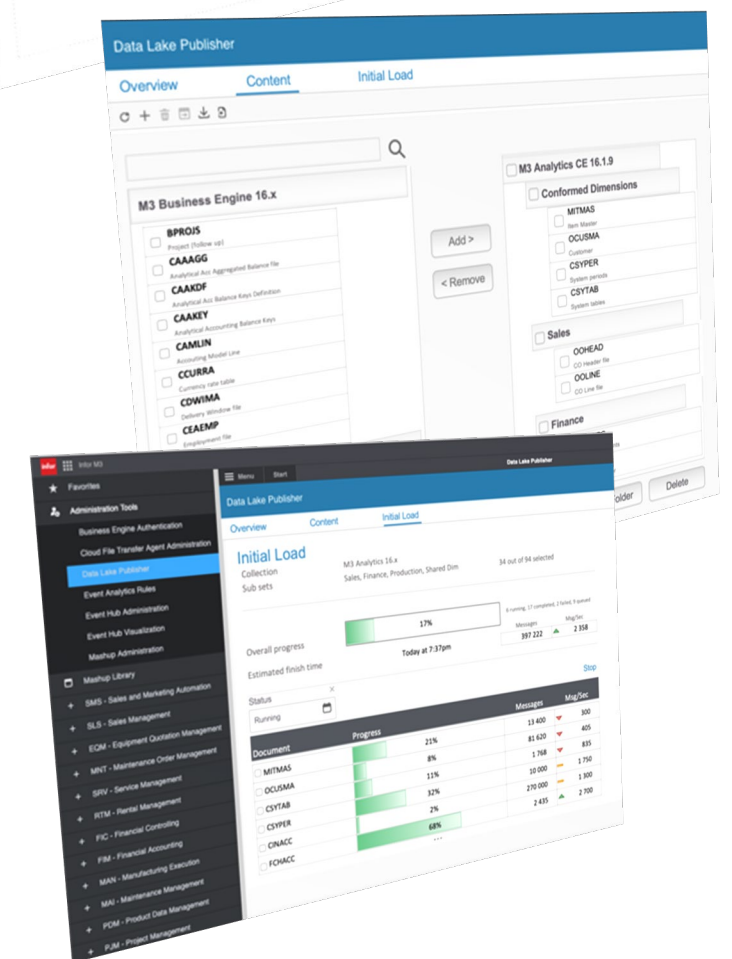 Data Lake Publisher
Overview
Content
Initial Load
M3 Business Engine 16.x
BPROJS
Project (follow up)
CAAAGG
Analytical Acc Aggregated Balance file
CAAKDF
Analytical Acc Balance Keys Definition
CAAKEY
Analytical Accounting Balance Keys
CAMLIN
Accouting Model Line
CCURRA
Currency rate table
CDWIMA
Delivery Window file
CEAEMP
Employment file
Add >
< Remove
M3 Analytics CE 16.1.9
Conformed Dimensions
MITMAS
Item Master
OCUSMA
Customer
CSYPER
System periods
CSYTAB
System tables
Sales
OOHEAD
CO Header file
OOLINE
CO Line file
Finance
older
Delete
infor
Infor M3
Favorites
Administration Tools
Business Engine Authentication
Cloud File Transfer Agent Administration
Data Lake Publisher
Event Analytics Rules
Event Hub Administration
Event Hub Visualization
Mashup Administration
Mashup Library
+ SMS - Sales and Marketing Automation
+ SLS - Sales Management
+ EQM - Equipment Quotation Management
+ MNT - Maintenance Order Management
+ SRV - Service Management
+ RTM - Rental Management
+ FIC - Financial Controlling
+ FIM - Financial Accounting
+ MAN - Manufacturing Execution
+ MAI - Maintenance Management
+ PDM - Product Data Management
+ PJM - Project Management
Menu
Start
Data Lake Publisher
Data Lake Publisher
Overview
Content
Initial Load
Initial Load
Collection M3 Analytics 16.x
Sub sets Sales, Finance, Production, Shared Dim 34 out of 94 selected
Overall progress 17%
6 running, 17 completed, 2 failed, 9 queued
Messages Msg/Sec
397 222 2 358
Estimated finish time Today at 7:37pm
Status ×
Running
Stop
Document Progress Messages Msg/Sec
MITMAS 21% 13 400 300
OCUSMA 8% 81 620 405
CSYTAB 11% 1 768 835
CSYPER 32% 10 000 1 750
CINACC 2% 270 000 1 300
FCHACC 68% 2 435 2 700
...